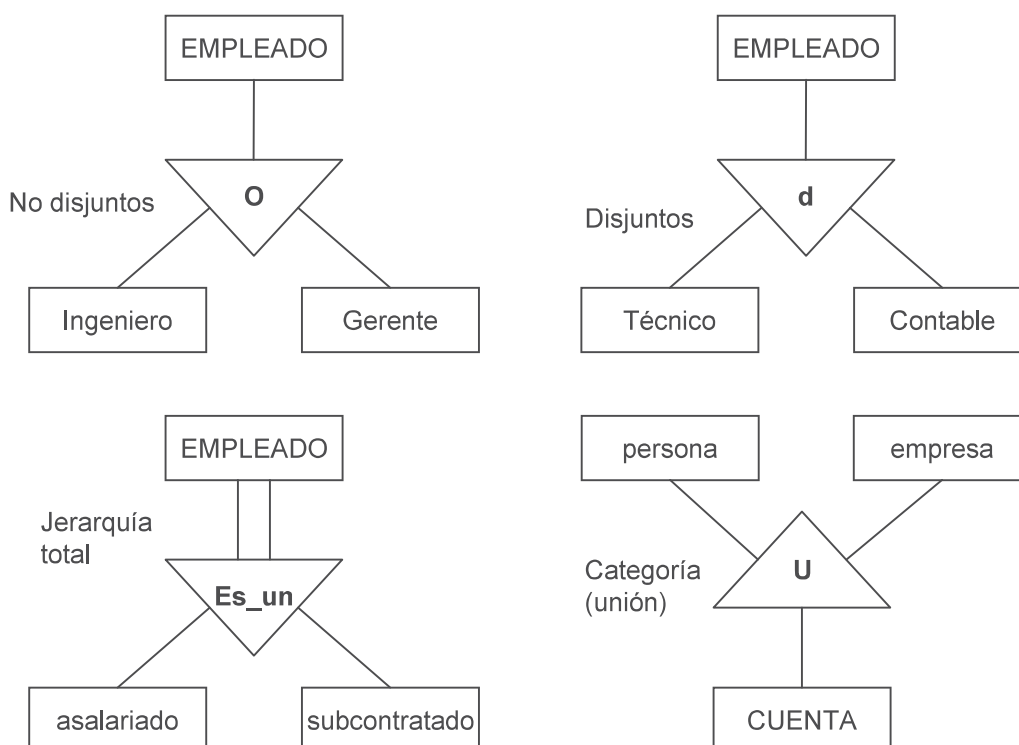 EMPLEADO
O
No disjuntos
Ingeniero
Gerente
EMPLEADO
d
Disjuntos
Técnico
Contable
EMPLEADO
Jerarquía
total
Es_un
asalariado
subcontratado
persona
empresa
Categoría
(unión)
U
CUENTA